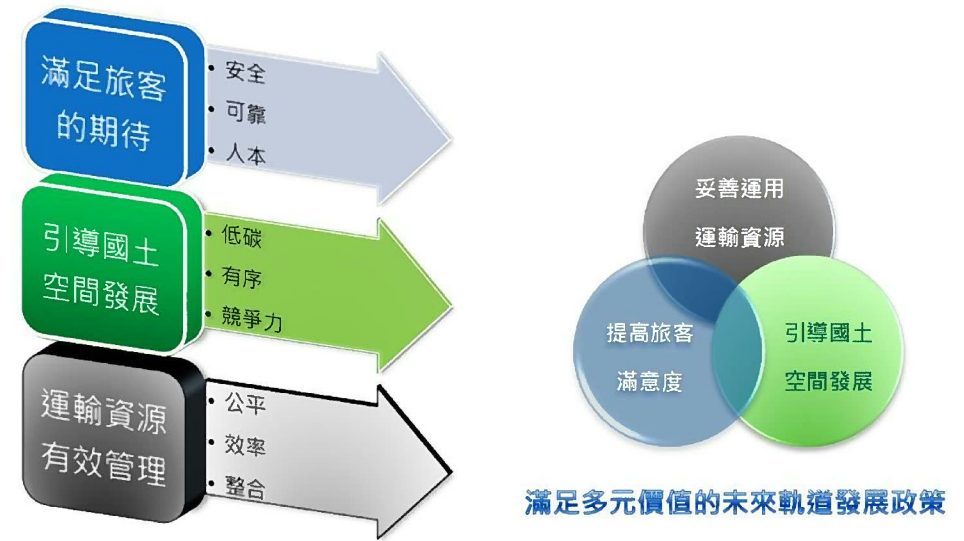 滿足旅客
的期待
• 安全
• 可靠
• 人本
引導國土
空間發展
• 低碳
• 有序
• 競爭力
運輸資源
有效管理
• 公平
• 效率
• 整合
妥善運用
運輸資源
提高旅客
滿意度
引導國土
空間發展
滿足多元價值的未來軌道發展政策